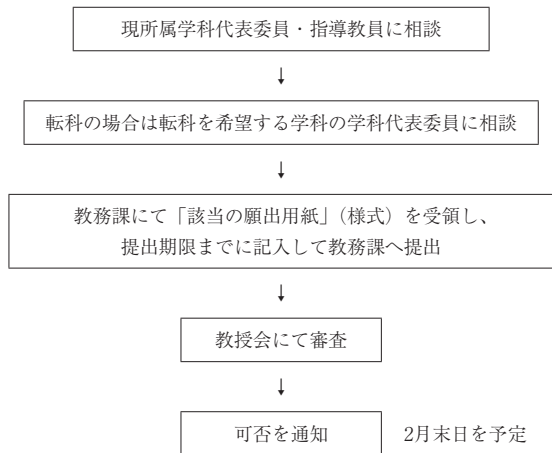 現所属学科代表委員・指導教員に相談
↓
転科の場合は転科を希望する学科の学科代表委員に相談
↓
教務課にて「該当の願出用紙」（様式）を受領し、
提出期限までに記入して教務課へ提出
↓
教授会にて審査
↓
可否を通知　2月末日を予定